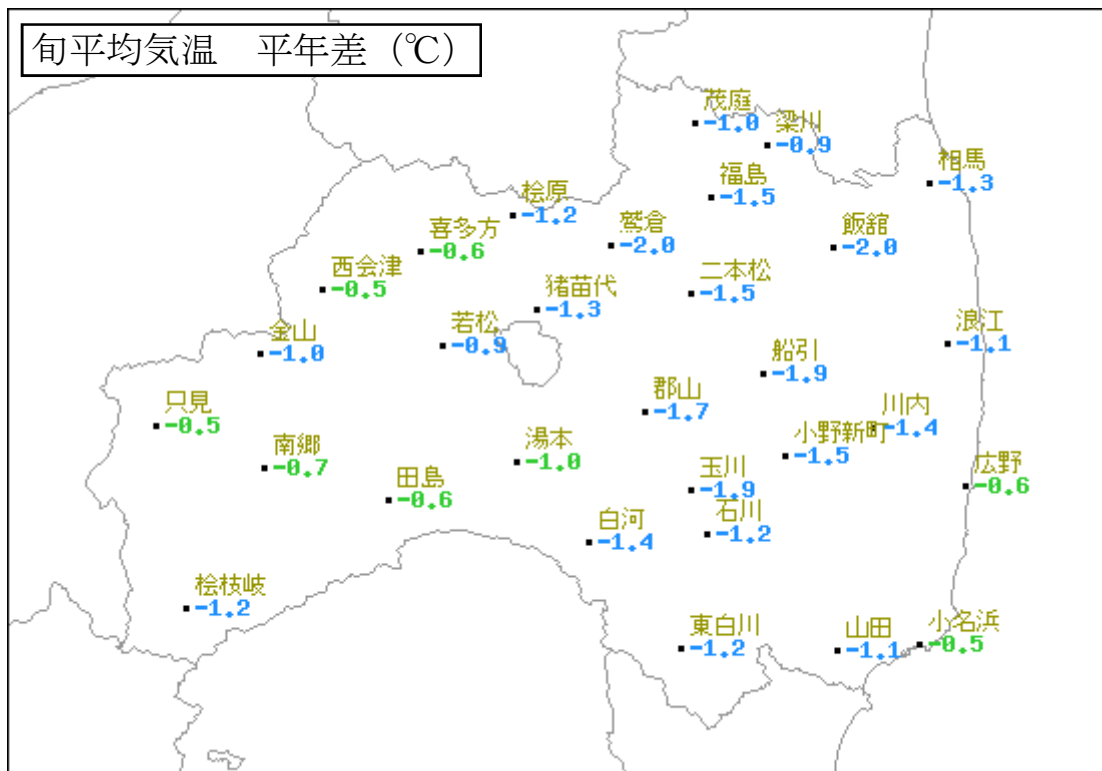 旬平均気温　平年差（℃）
茂庭
-1.0
梁川
-0.9
相馬
-1.3
福島
-1.5
桧原
-1.2
鷲倉
-2.0
飯舘
-2.0
喜多方
-0.6
西会津
-0.5
猪苗代
-1.3
二本松
-1.5
金山
-1.0
若松
-0.9
浪江
-1.1
船引
-1.9
只見
-0.5
郡山
-1.7
川内
-1.4
小野新町
-1.5
南郷
-0.7
湯本
-1.0
田島
-0.6
玉川
-1.9
広野
-0.6
白河
-1.4
石川
-1.2
桧枝岐
-1.2
東白川
-1.2
山田
-1.1
小名浜
-0.5